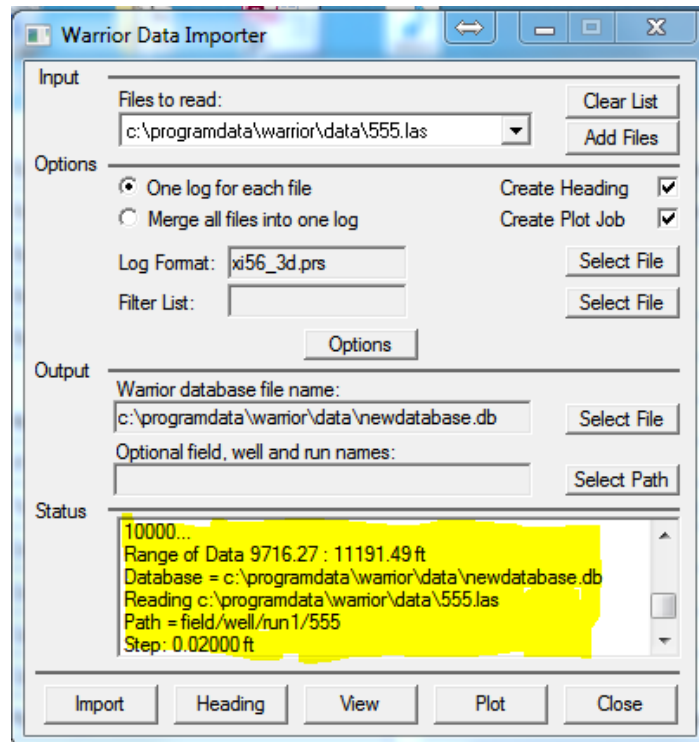 Warrior Data Importer
Input
Files to read:
Clear List
c:\programdata\warrior\data\555.las
Add Files
Options
One log for each file
Create Heading
Merge all files into one log
Create Plot Job
Log Format:
xi56_3d.prs
Select File
Filter List:
Select File
Options
Output
Warrior database file name:
c:\programdata\warrior\data\newdatabase.db
Select File
Optional field, well and run names:
Select Path
Status
10000...
Range of Data 9716.27 : 11191.49 ft
Database = c:\programdata\warrior\data\newdatabase.db
Reading c:\programdata\warrior\data\555.las
Path = field/well/run1/555
Step: 0.02000 ft
Import
Heading
View
Plot
Close